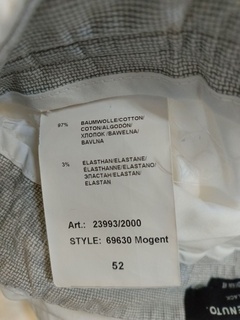 97% BAUMWOLLE/COTTON/
COTON/ALGODÓN/
ХЛОПОК/BAWEŁNA/
BAVLNA
3% ELASTHAN/ELASTANE/
ELASTHANNE/ELASTANO/
ЭЛАСТАН/ELASTAN/
ELASTAN
Art.: 23993/2000
STYLE: 69630 Mogent
52
NUTO.